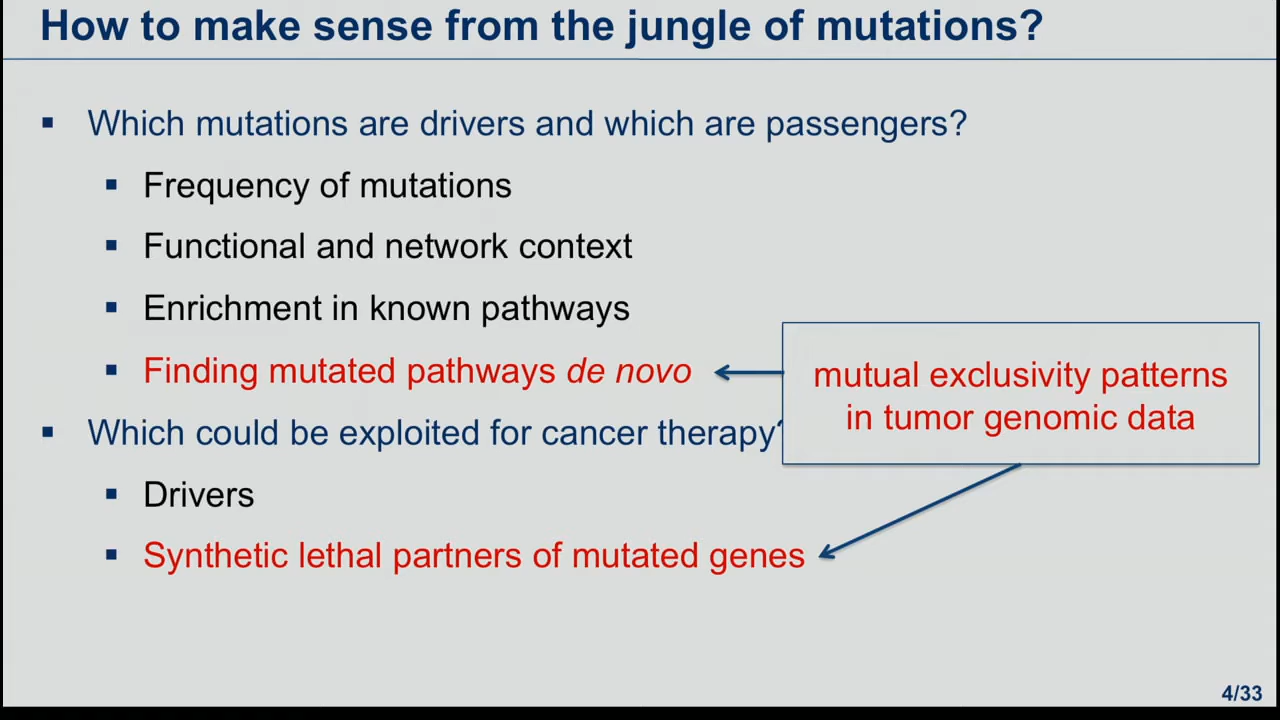 How to make sense from the jungle of mutations?
Which mutations are drivers and which are passengers?
Frequency of mutations
Functional and network context
Enrichment in known pathways
Finding mutated pathways de novo
mutual exclusivity patterns
in tumor genomic data
Which could be exploited for cancer therapy?
Drivers
Synthetic lethal partners of mutated genes
4/33